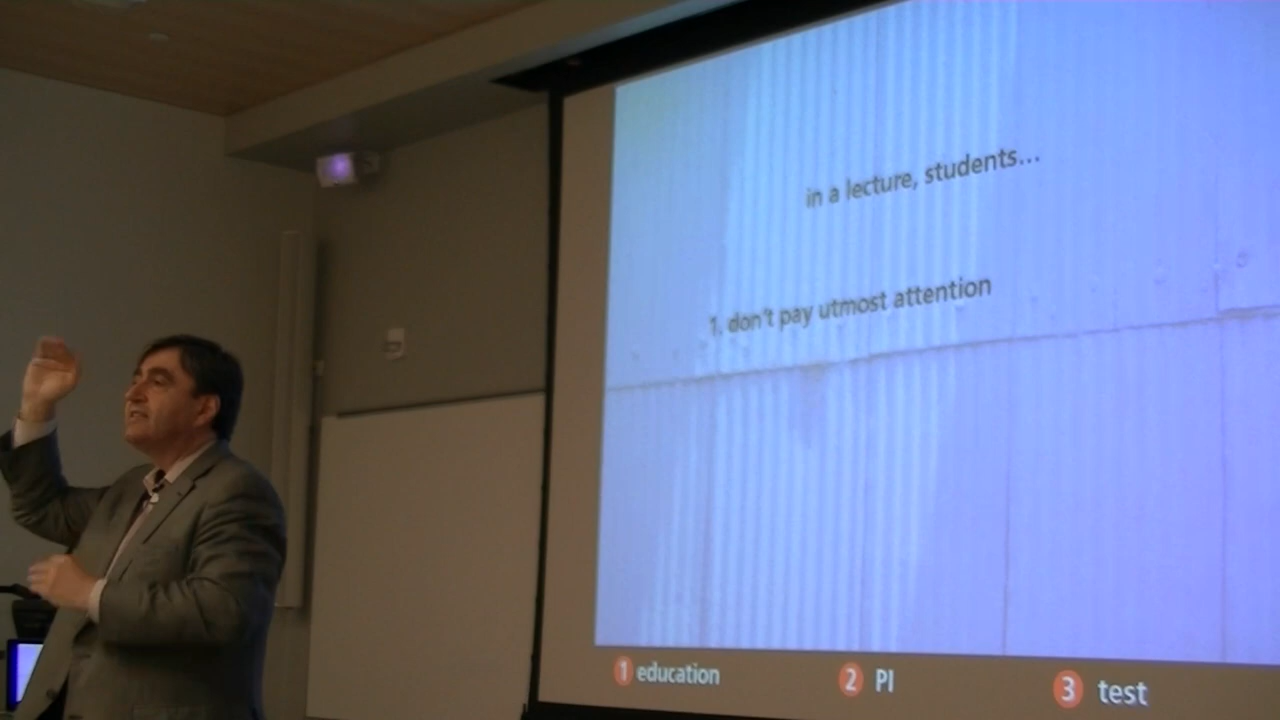 in a lecture, students...
1. don't pay utmost attention
1 education
2 PI
3 test